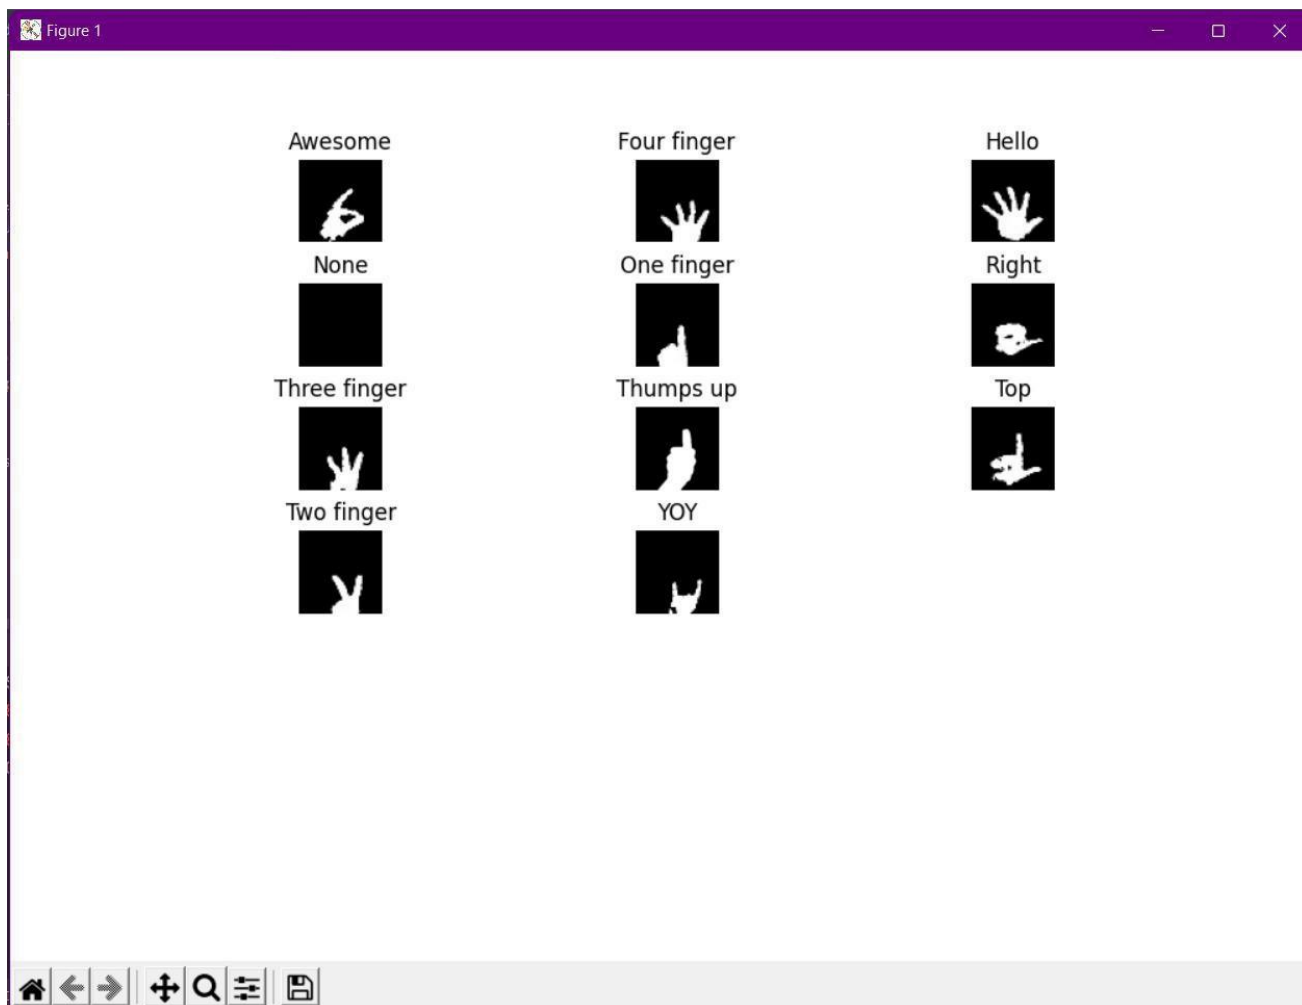 Figure 1
Awesome
Four finger
Hello
None
One finger
Right
Three finger
Thumps up
Top
Two finger
YOY